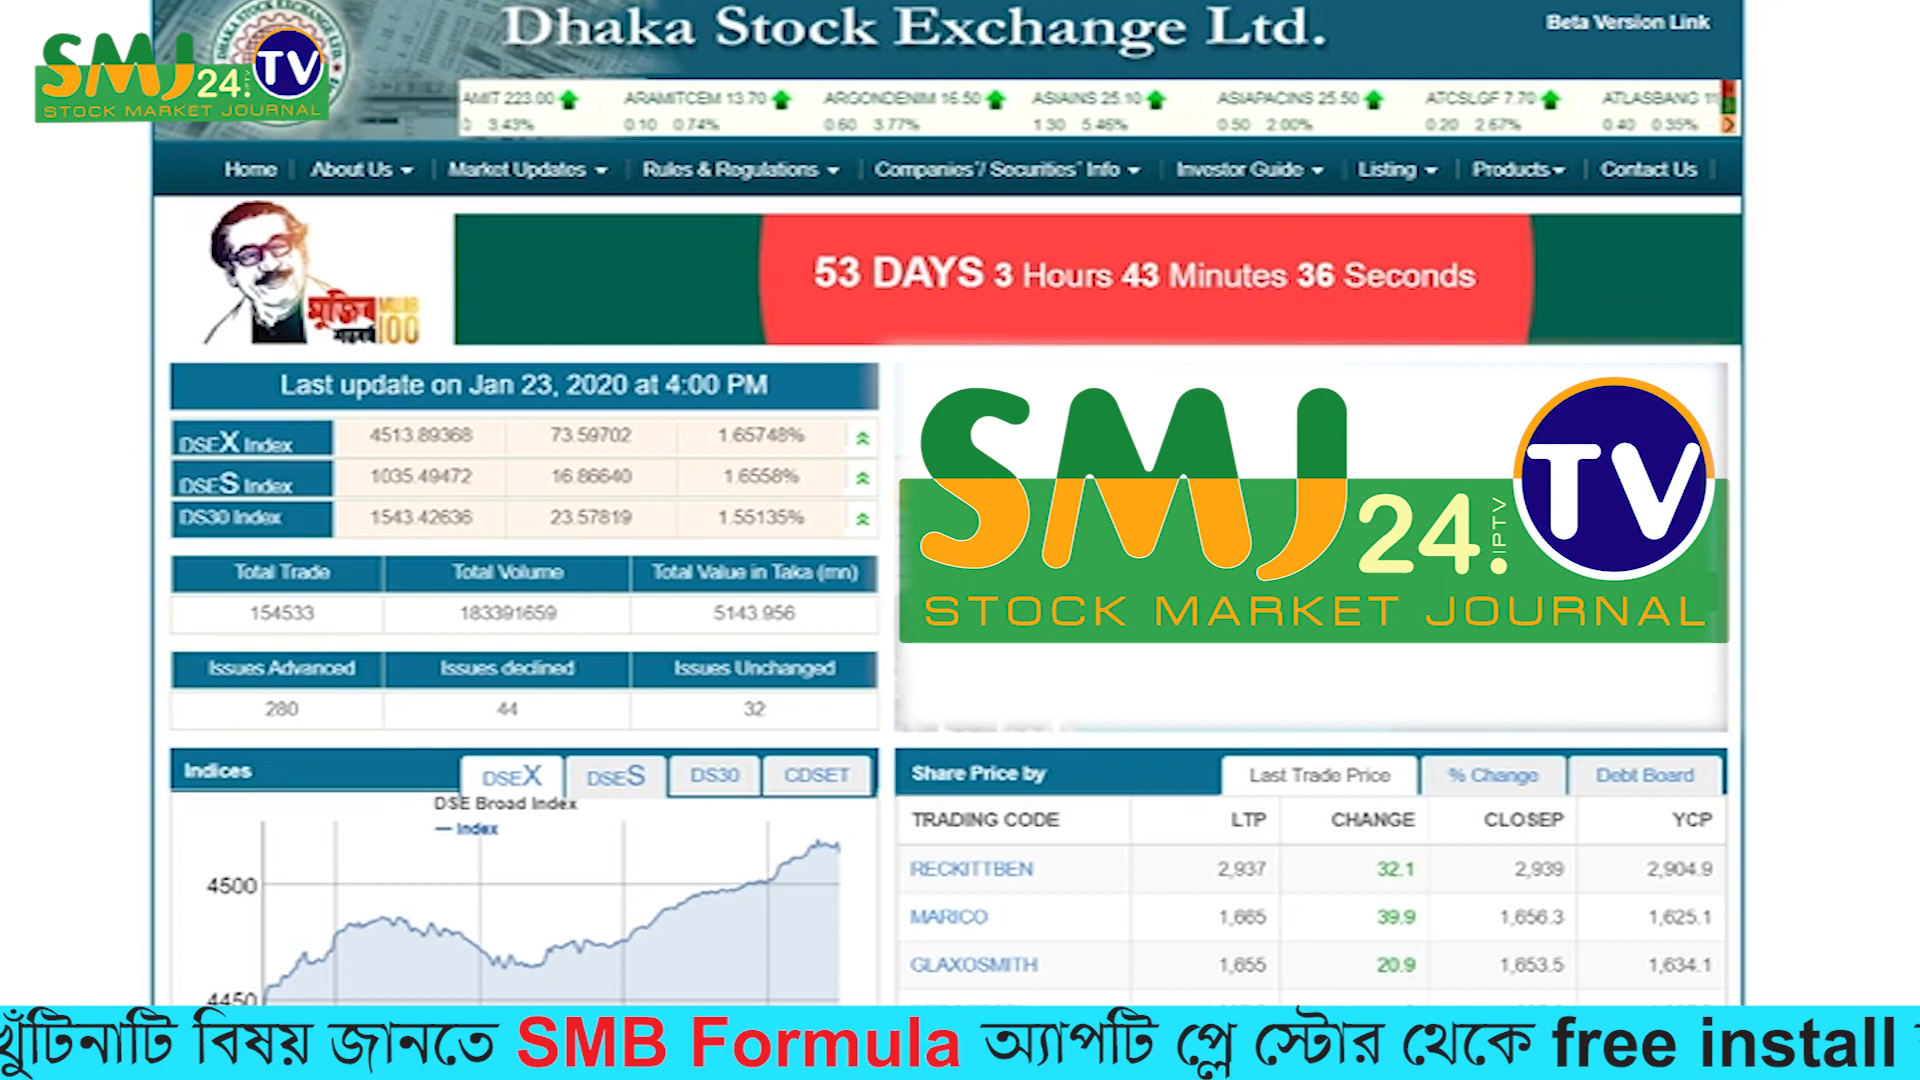 SMJ 24. IPTV TV
STOCK MARKET JOURNAL
Dhaka Stock Exchange Ltd.
Beta Version Link
AMIT 223.00 ARAMITCEM 13.70 ARGONDENIM 16.50 ASIAINS 25.10 ASIAPACINS 25.50 ATCSLGF 7.70 ATLASBANG
3.43% 0.10 0.74% 0.60 3.77% 1.30 5.46% 0.50 2.00% 0.20 2.67% 0.40 0.35%
Home About Us Market Updates Rules & Regulations Companies'/ Securities' Info Investor Guide Listing Products Contact Us
মুজিব
100
53 DAYS 3 Hours 43 Minutes 36 Seconds
Last update on Jan 23, 2020 at 4:00 PM
DSEX Index 4513.89368 73.59702 1.65748%
DSES Index 1035.49472 16.86640 1.6558%
DS30 Index 1543.42636 23.57819 1.55135%
Total Trade Total Volume Total Value in Taka (mn)
154533 183391659 5143.956
Issues Advanced Issues declined Issues Unchanged
280 44 32
SMJ 24. IPTV TV
STOCK MARKET JOURNAL
Indices DSEX DSES DS30 CDSET
DSE Broad Index
Index
4500
4450
Share Price by Last Trade Price % Change Debt Board
TRADING CODE LTP CHANGE CLOSEP YCP
RECKITTBEN 2,937 32.1 2,939 2,904.9
MARICO 1,665 39.9 1,656.3 1,625.1
GLAXOSMITH 1,655 20.9 1,653.5 1,634.1
খুঁটিনাটি বিষয় জানতে SMB Formula অ্যাপটি প্লে স্টোর থেকে free install